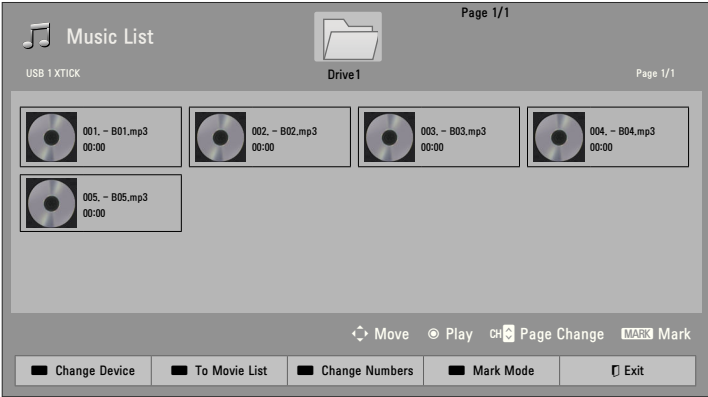 Page 1/1
Music List
USB 1 XTICK
Drive1
Page 1/1
001. - B01.mp3
00:00
002. - B02.mp3
00:00
003. - B03.mp3
00:00
004. - B04.mp3
00:00
005. - B05.mp3
00:00
Move Play CH Page Change MARK Mark
Change Device To Movie List Change Numbers Mark Mode Exit